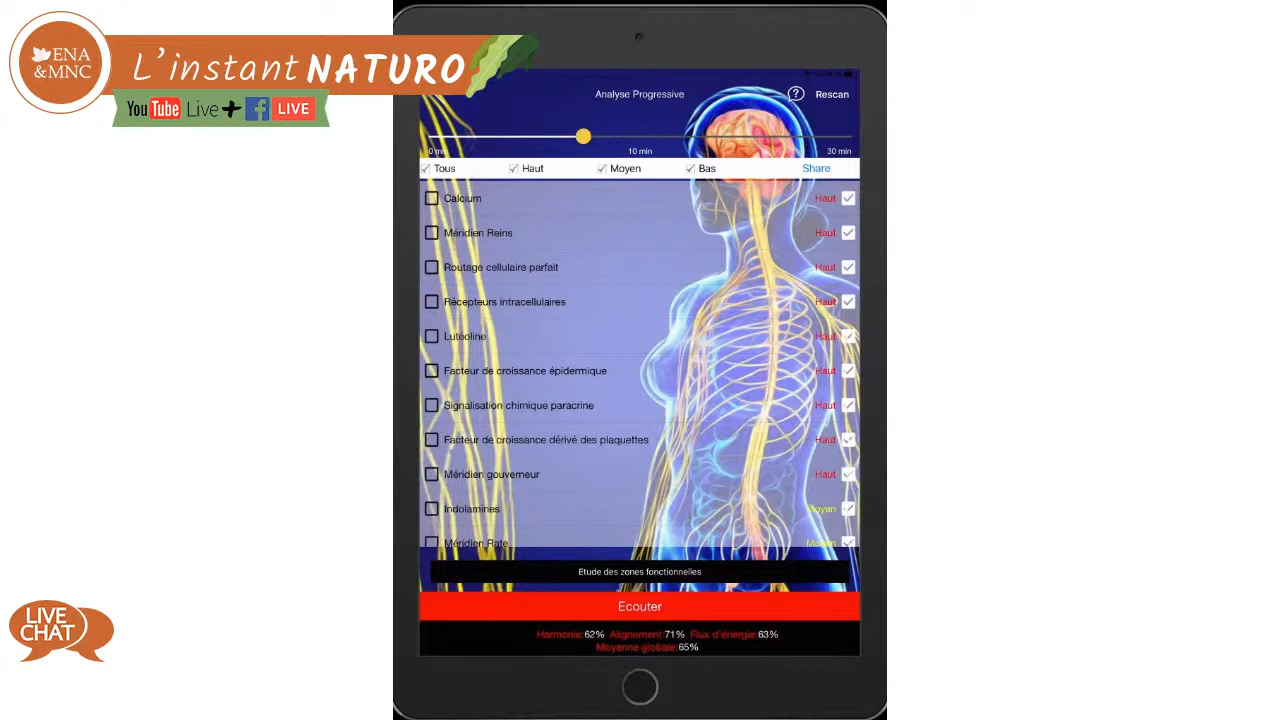 ENA
&MNC
L'instant NATURO
YouTube Live + f LIVE
Analyse Progressive
? Rescan
0 min 10 min 30 min
Tous Haut Moyen Bas Share
Calcium Haut
Méridien Reins Haut
Routage cellulaire parfait Haut
Récepteurs intracellulaires Haut
Lutéoline Haut
Facteur de croissance épidermique Haut
Signalisation chimique paracrine Haut
Facteur de croissance dérivé des plaquettes Haut
Méridien gouverneur Haut
Indolamines Moyen
Méridien Rate Moyen
Etude des zones fonctionnelles
Ecouter
Harmonie:62% Alignement:71% Flux d'énergie:63%
Moyenne globale:65%
LIVE
CHAT